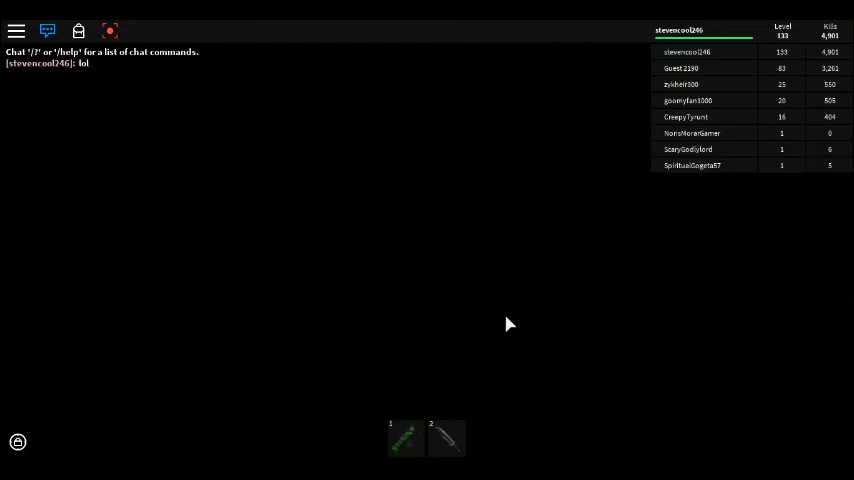 stevencool246 Level 133 Kills 4,901
Chat '/?' or '/help' for a list of chat commands.
[stevencool246]: lol
stevencool246 133 4,901
Guest 2190 83 3,261
zykheir300 25 550
goomyfan1000 20 505
CreepyTyrunt 16 404
NorisMorarGamer 1 0
ScaryGodlylord 1 6
SpiritualGogeta57 1 5
1 2